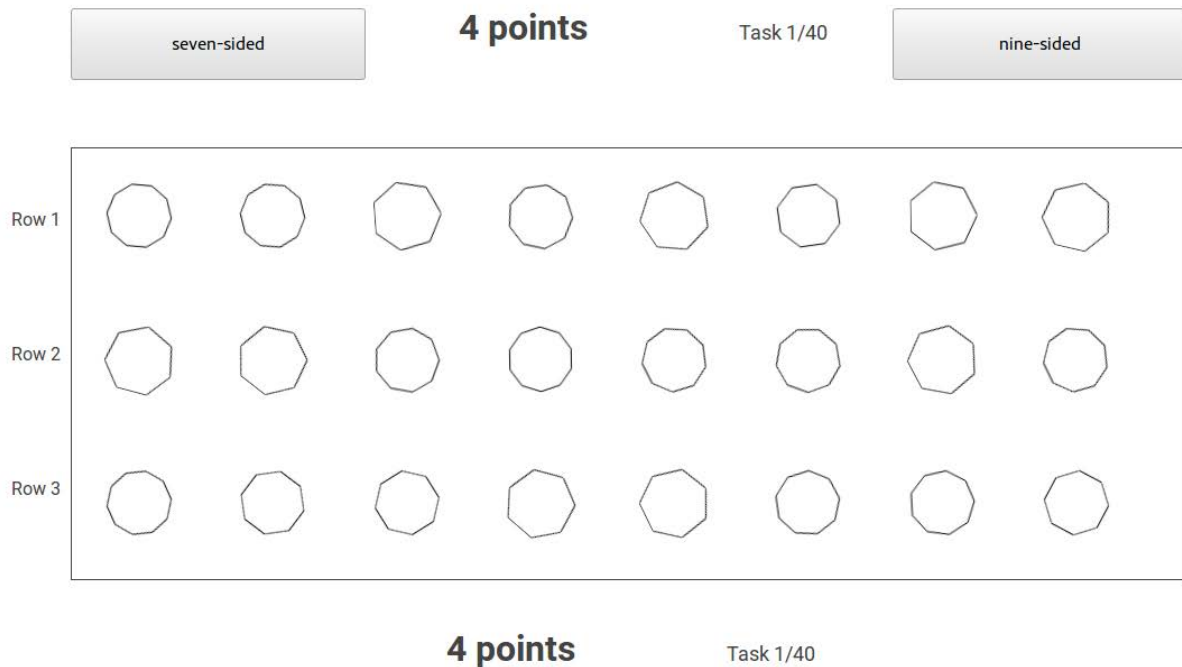 seven-sided
4 points
Task 1/40
nine-sided
Row 1
Row 2
Row 3
4 points
Task 1/40